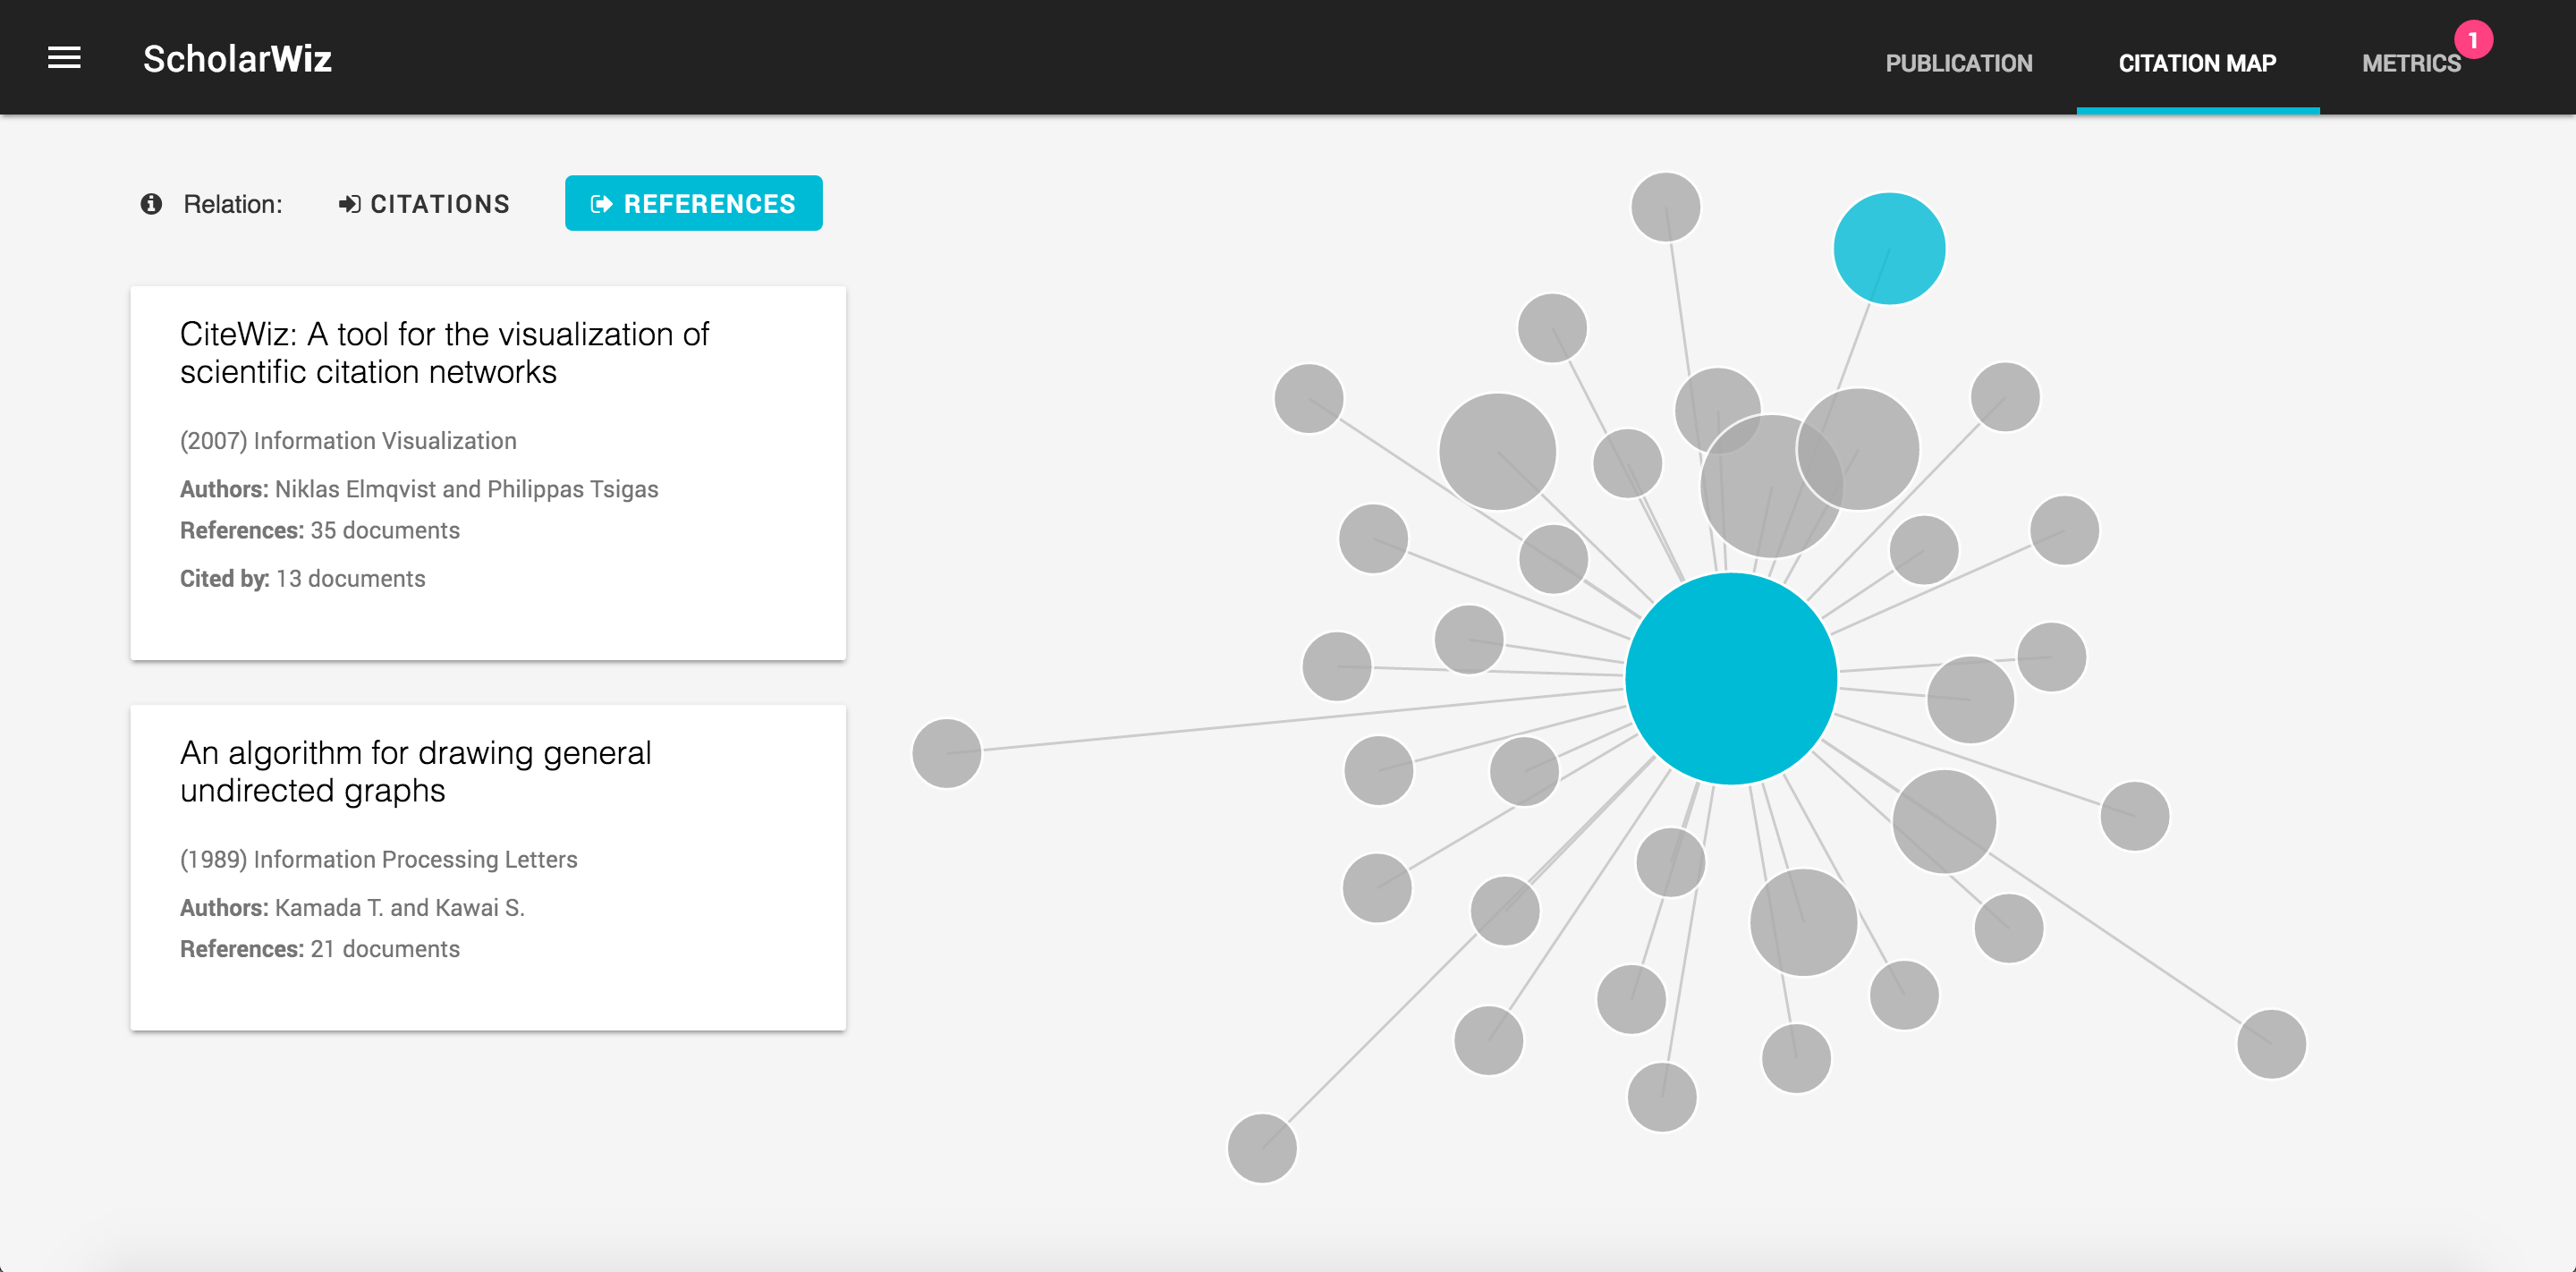 ScholarWiz
PUBLICATION
CITATION MAP
METRICS
1
Relation:
CITATIONS
REFERENCES
CiteWiz: A tool for the visualization of
scientific citation networks
(2007) Information Visualization
Authors: Niklas Elmqvist and Philippas Tsigas
References: 35 documents
Cited by: 13 documents
An algorithm for drawing general
undirected graphs
(1989) Information Processing Letters
Authors: Kamada T. and Kawai S.
References: 21 documents